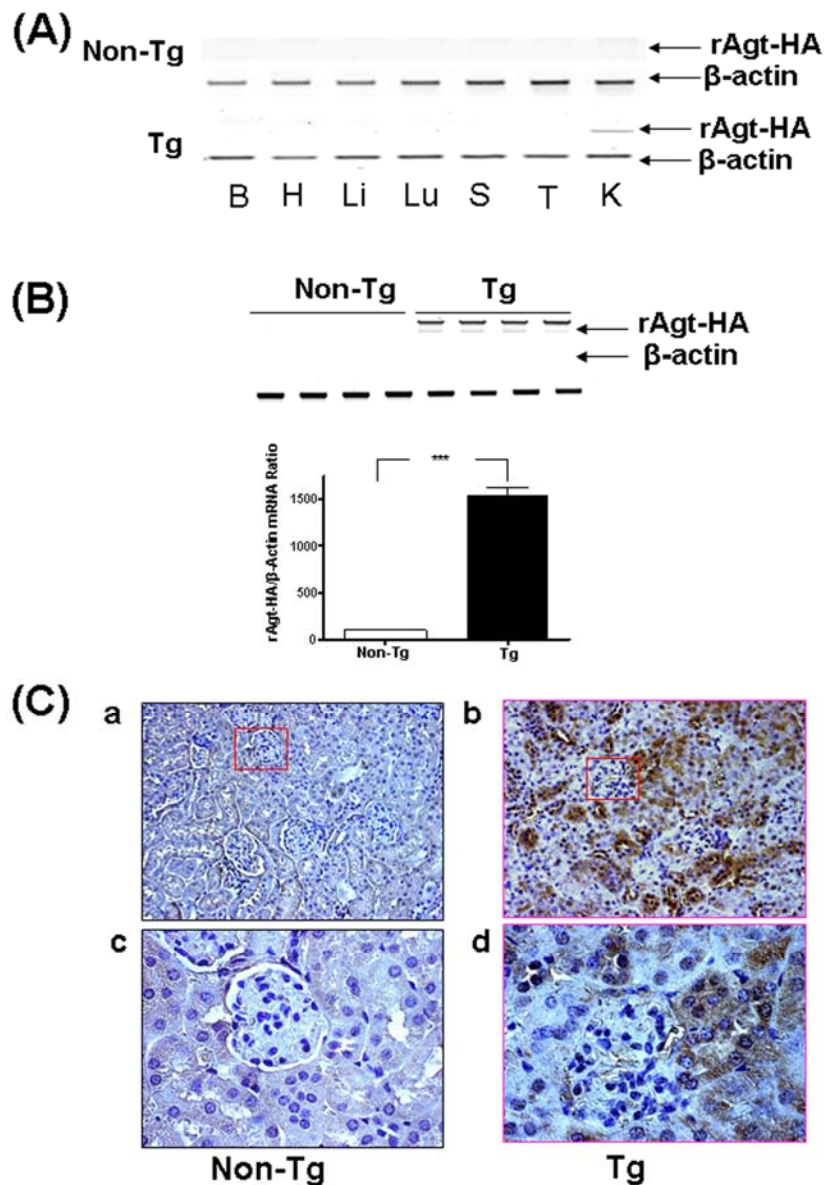 (A)
Non-Tg
rAgt-HA
β-actin
Tg
rAgt-HA
β-actin
B H Li Lu S T K
(B)
Non-Tg Tg
rAgt-HA
β-actin
***
rAgt-HA/β-Actin mRNA Ratio
1500
1000
500
0
Non-Tg Tg
(C)
a b
c d
Non-Tg Tg